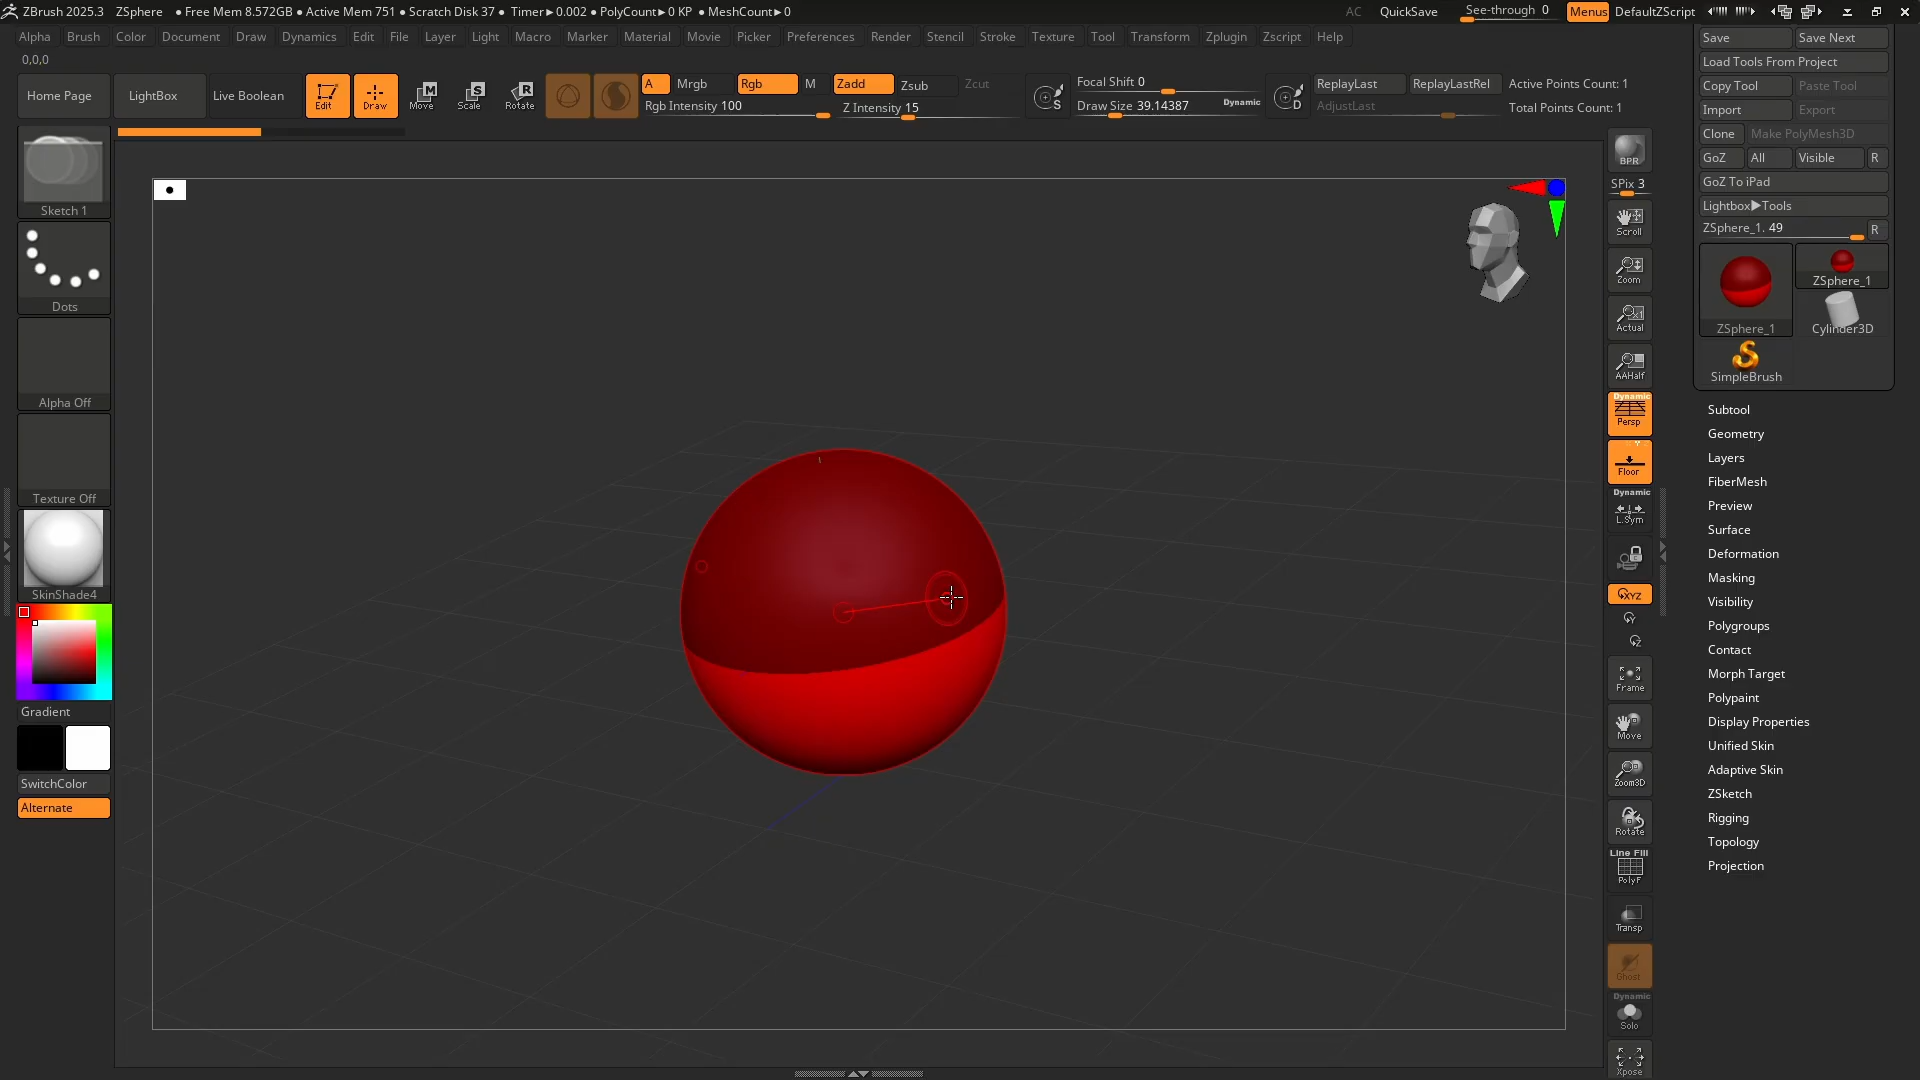 ZBrush 2025.3 ZSphere ● Free Mem 8.572GB ● Active Mem 751 ● Scratch Disk 37 ● Timer►0.002 ● PolyCount►0 KP ● MeshCount►0 AC QuickSave See-through 0 Menus DefaultZScript
Alpha Brush Color Document Draw Dynamics Edit File Layer Light Macro Marker Material Movie Picker Preferences Render Stencil Stroke Texture Tool Transform Zplugin Zscript Help
Save Save Next
0,0,0
Load Tools From Project
Home Page LightBox Live Boolean Edit Draw Move Scale Rotate
A Mrgb Rgb M Zadd Zsub Zcut
Rgb Intensity 100 Z Intensity 15
S Focal Shift 0
Draw Size 39.14387 Dynamic
D ReplayLast ReplayLastRel Active Points Count: 1
AdjustLast Total Points Count: 1
Copy Tool Paste Tool
Import Export
Clone Make PolyMesh3D
GoZ All Visible R
GoZ To iPad
Lightbox►Tools
ZSphere_1. 49 R
ZSphere_1
ZSphere_1 Cylinder3D
SimpleBrush
Sketch 1
Dots
Alpha Off
Texture Off
SkinShade4
Gradient
SwitchColor
Alternate
BPR
SPix 3
Scroll
Zoom
Actual
AAHalf
Dynamic
Persp
Floor
Dynamic
L.Sym
XYZ
Y
Z
Frame
Move
Zoom3D
Rotate
Line Fill
PolyF
Transp
Ghost
Dynamic
Solo
Xpose
Subtool
Geometry
Layers
FiberMesh
Preview
Surface
Deformation
Masking
Visibility
Polygroups
Contact
Morph Target
Polypaint
Display Properties
Unified Skin
Adaptive Skin
ZSketch
Rigging
Topology
Projection